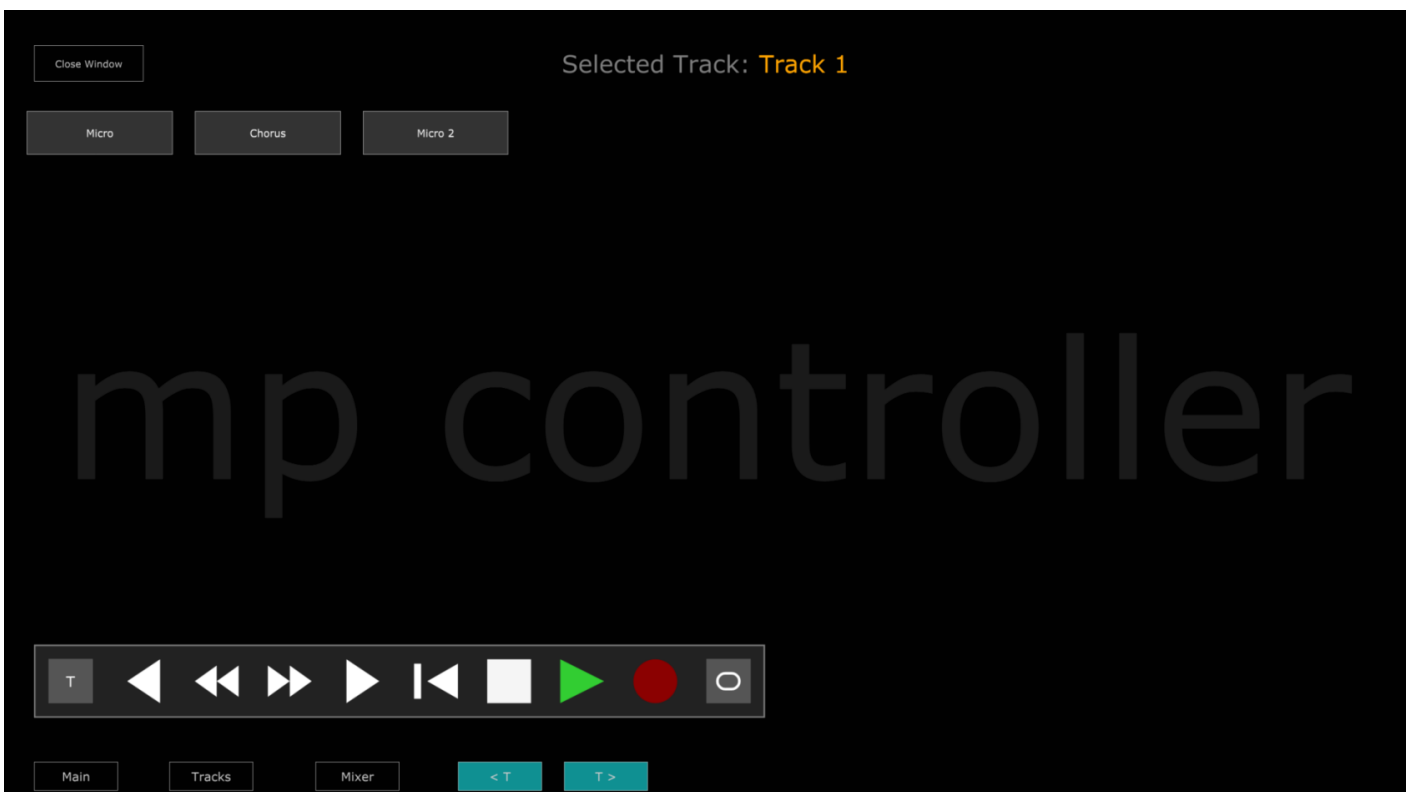 Close Window
Selected Track: Track 1
Micro Chorus Micro 2
mp controller
T
Main Tracks Mixer < T T >